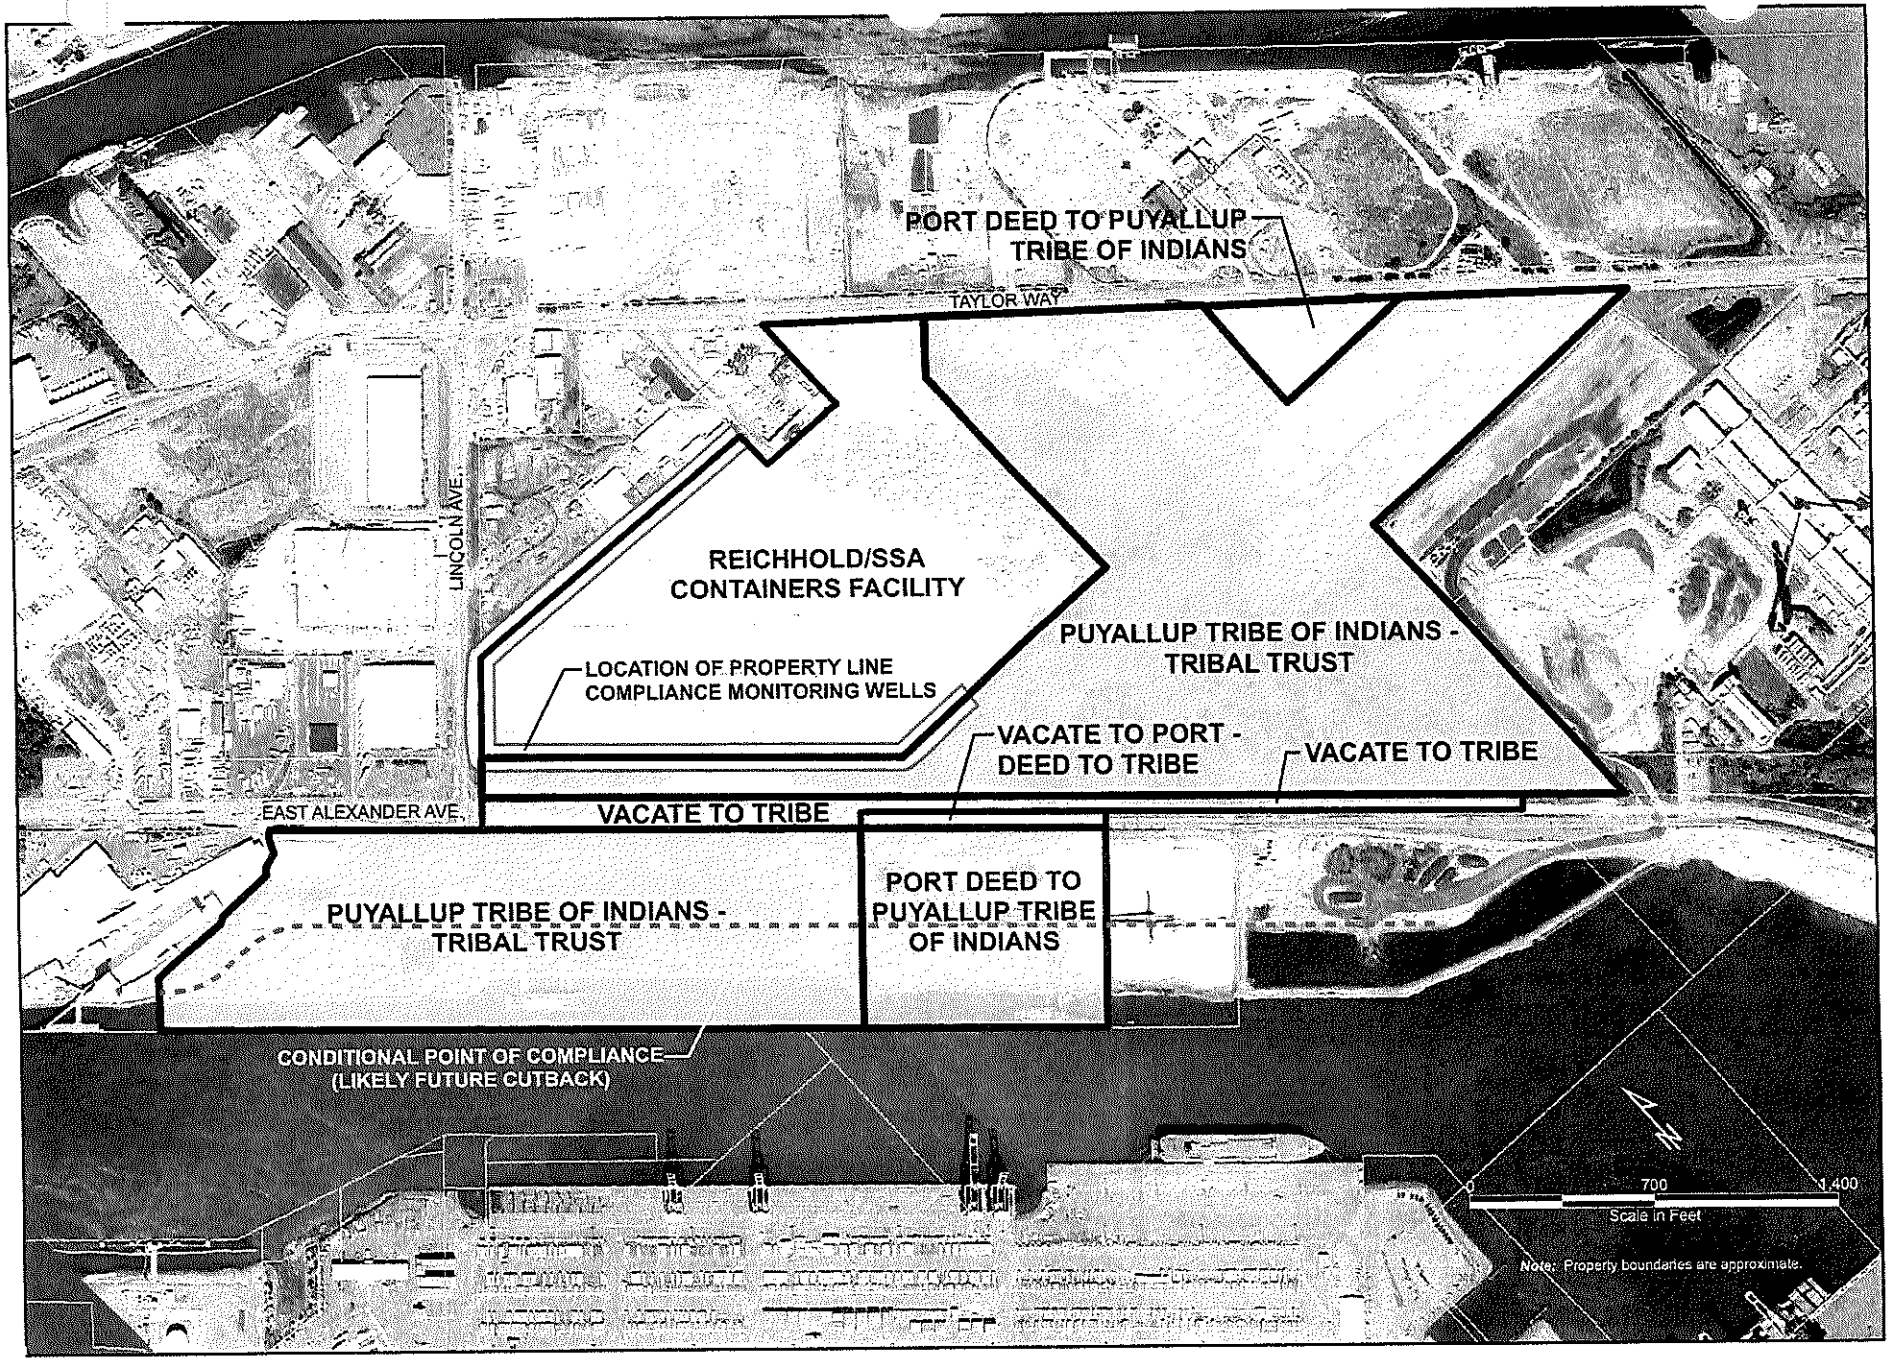 PORT DEED TO PUYALLUP
TRIBE OF INDIANS
TAYLOR WAY
LINCOLN AVE.
REICHHOLD/SSA
CONTAINERS FACILITY
PUYALLUP TRIBE OF INDIANS -
TRIBAL TRUST
LOCATION OF PROPERTY LINE
COMPLIANCE MONITORING WELLS
VACATE TO PORT -
DEED TO TRIBE
VACATE TO TRIBE
EAST ALEXANDER AVE.
VACATE TO TRIBE
PORT DEED TO
PUYALLUP TRIBE
OF INDIANS
PUYALLUP TRIBE OF INDIANS -
TRIBAL TRUST
CONDITIONAL POINT OF COMPLIANCE
(LIKELY FUTURE CUTBACK)
N
0 700 1,400
Scale in Feet
Note: Property boundaries are approximate.